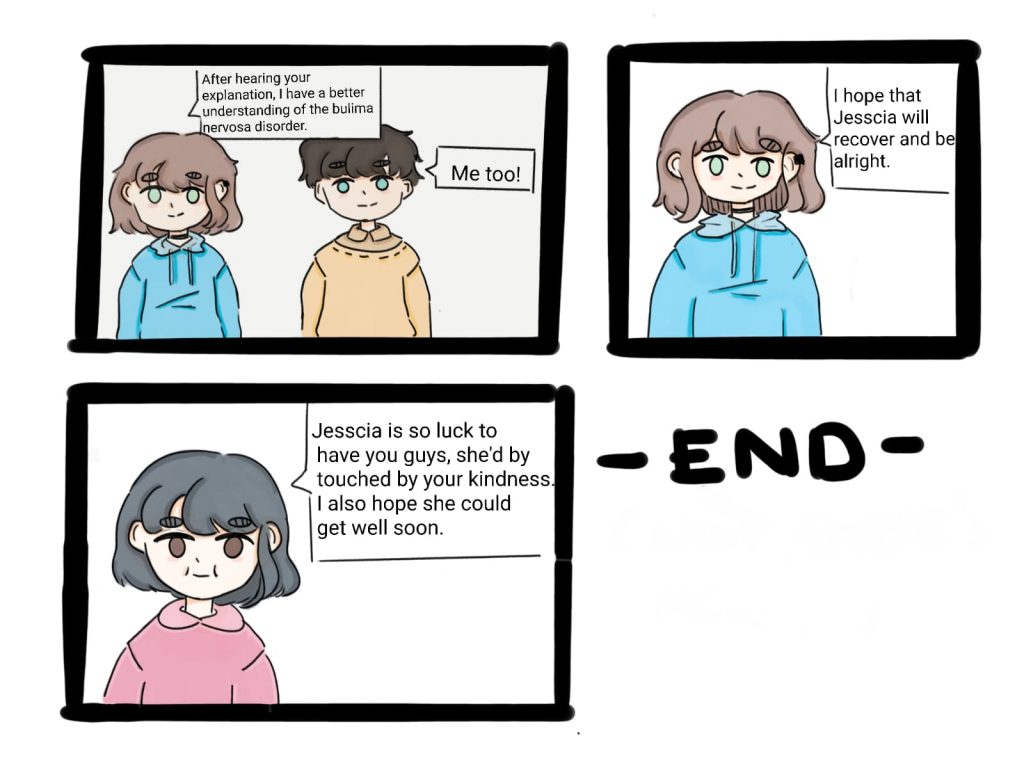 After hearing your
explanation, I have a better
understanding of the bulima
nervosa disorder.
Me too!
I hope that
Jesscia will
recover and be
alright.
Jesscia is so luck to
have you guys, she'd by
touched by your kindness.
I also hope she could
get well soon.
-END-